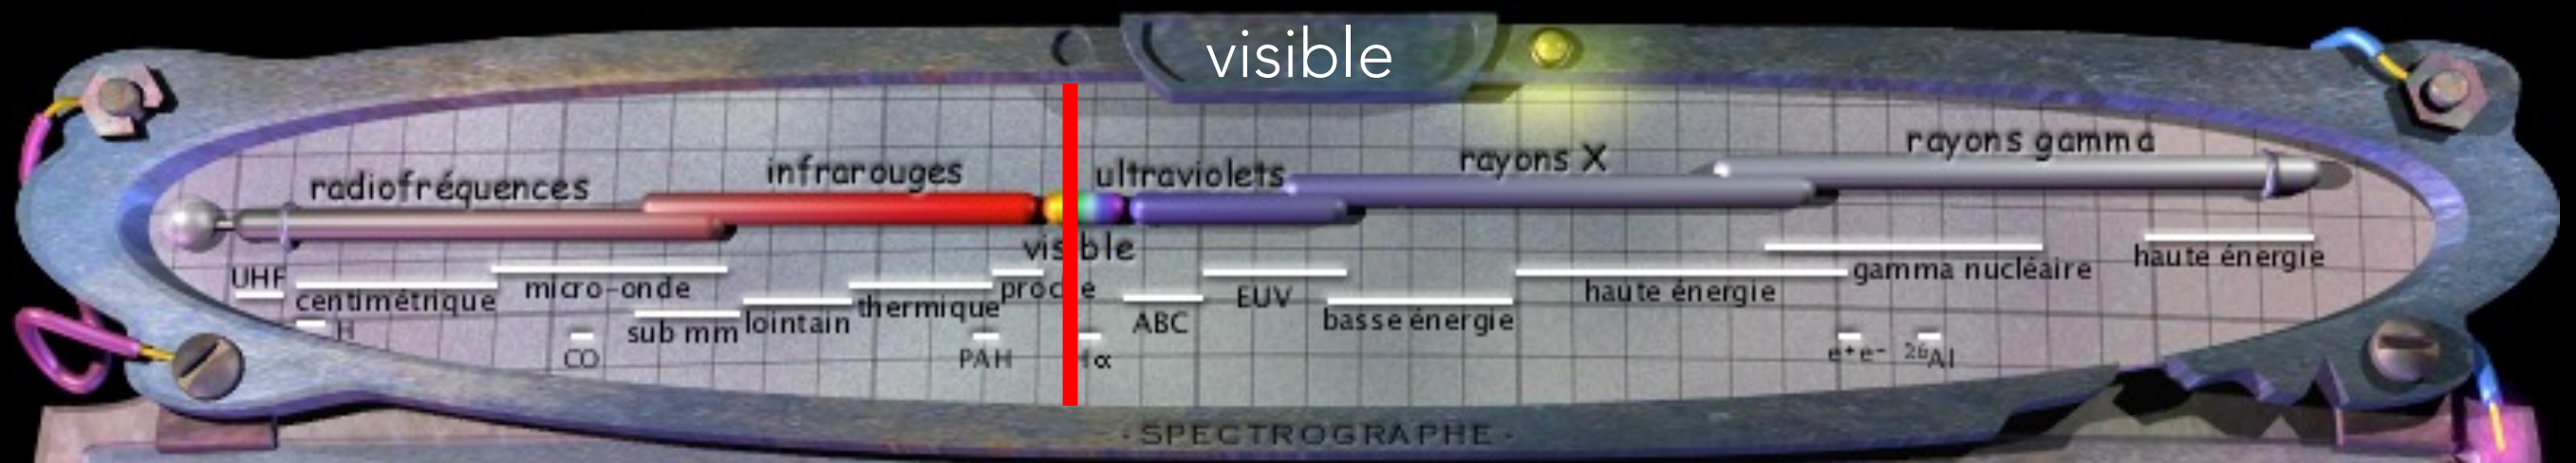 visible
radiofréquences
infrarouges
ultraviolets
rayons X
rayons gamma
visible
UHF
centimétrique
micro-onde
sub mm
lointain
thermique
proche
ABC
EUV
basse énergie
haute énergie
gamma nucléaire
haute énergie
H
CO
PAH
Hα
e⁺e⁻
²⁶Al
- SPECTROGRAPHE -